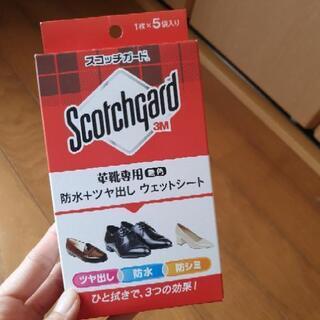 1枚×5袋入り
スコッチガード
Scotchgard
3M
革靴専用 室内
防水+ツヤ出し ウェットシート
ツヤ出し 防水 防シミ
ひと拭きで、3つの効果!